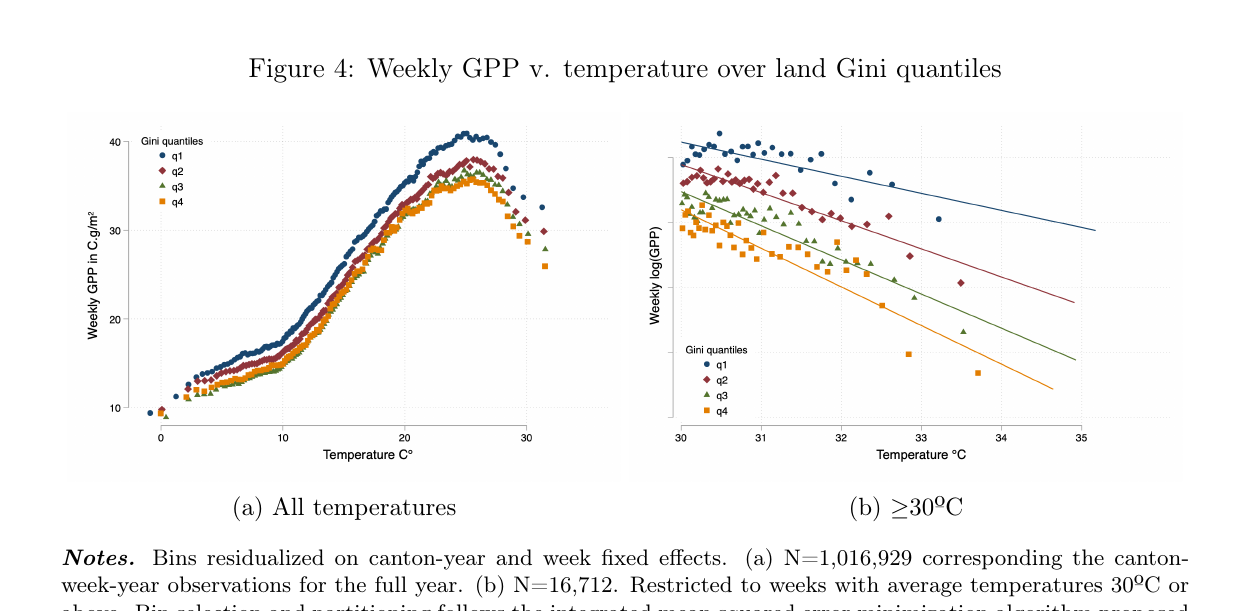 Figure 4: Weekly GPP v. temperature over land Gini quantiles
Gini quantiles
q1
q2
q3
q4
40
30
20
10
Weekly GPP in C.g/m²
0 10 20 30
Temperature C°
(a) All temperatures
Weekly log(GPP)
Gini quantiles
q1
q2
q3
q4
30 31 32 33 34 35
Temperature °C
(b) ≥30ºC
Notes. Bins residualized on canton-year and week fixed effects. (a) N=1,016,929 corresponding the canton-
week-year observations for the full year. (b) N=16,712. Restricted to weeks with average temperatures 30ºC or